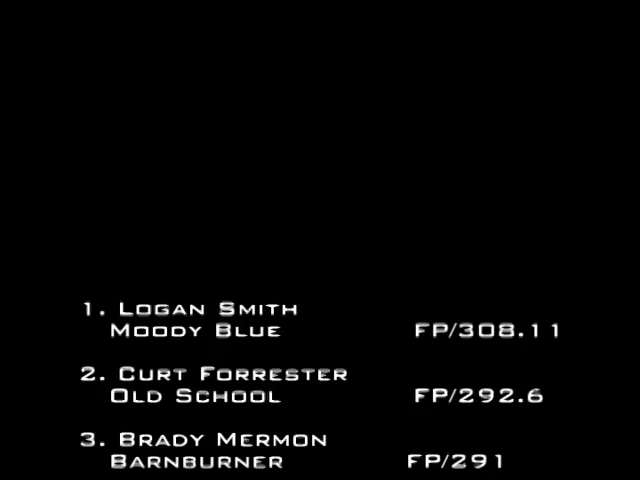 1. Logan Smith
Moody Blue FP/308.11
2. Curt Forrester
Old School FP/292.6
3. Brady Mermon
Barnburner FP/291